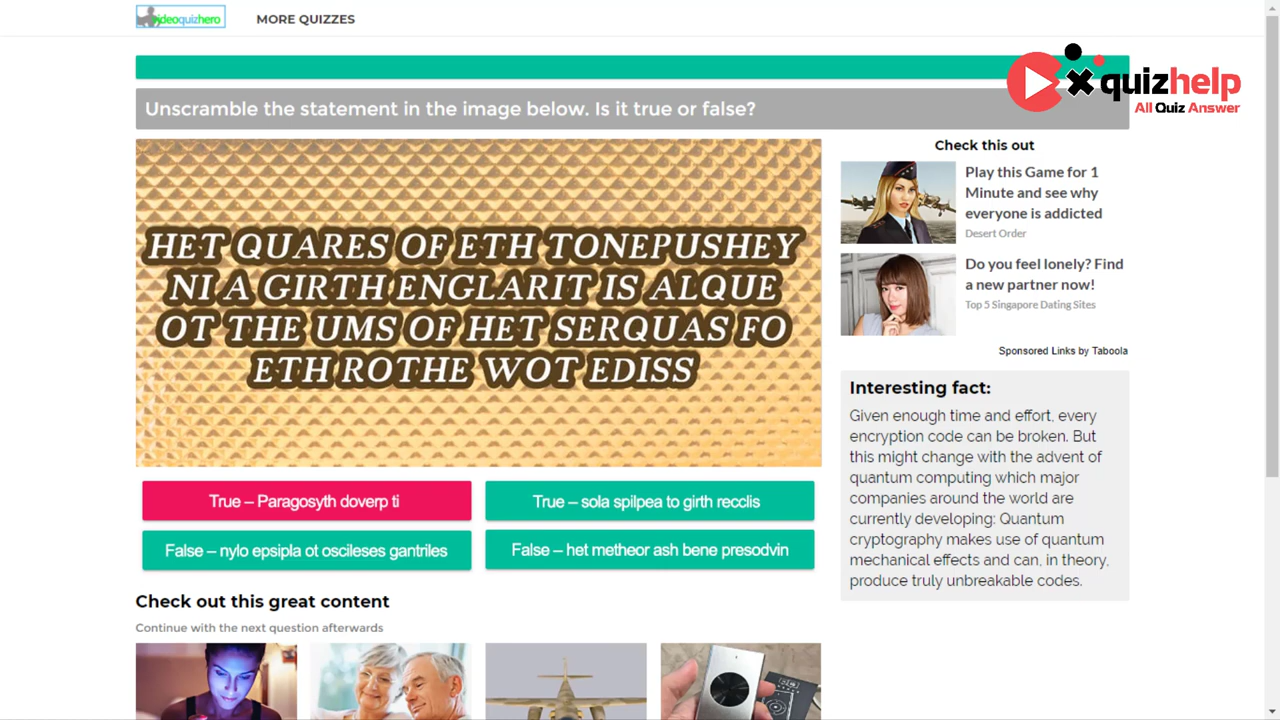 videoquizhero
MORE QUIZZES
quizhelp
All Quiz Answer
Unscramble the statement in the image below. Is it true or false?
HET QUARES OF ETH TONEPUSHEY
NI A GIRTH ENGLARIT IS ALQUE
OT THE UMS OF HET SERQUAS FO
ETH ROTHE WOT EDISS
True – Paragosyth doverp ti
True – sola spilpea to girth recclis
False – nylo epsipla ot oscileses gantriles
False – het metheor ash bene presodvin
Check out this great content
Continue with the next question afterwards
Check this out
Play this Game for 1
Minute and see why
everyone is addicted
Desert Order
Do you feel lonely? Find
a new partner now!
Top 5 Singapore Dating Sites
Sponsored Links by Taboola
Interesting fact:
Given enough time and effort, every
encryption code can be broken. But
this might change with the advent of
quantum computing which major
companies around the world are
currently developing: Quantum
cryptography makes use of quantum
mechanical effects and can, in theory,
produce truly unbreakable codes.